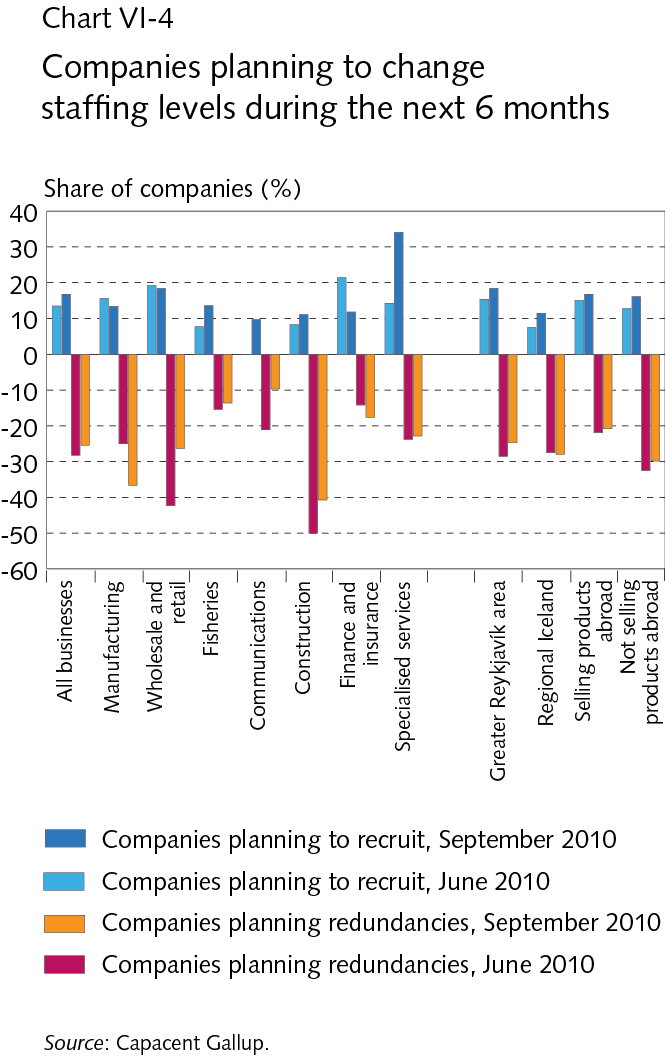 Chart VI-4
Companies planning to change
staffing levels during the next 6 months
Share of companies (%)
40
30
20
10
0
-10
-20
-30
-40
-50
-60
All businesses
Manufacturing
Wholesale and
retail
Fisheries
Communications
Construction
Finance and
insurance
Specialised services
Greater Reykjavík area
Regional Iceland
Selling products
abroad
Not selling
products abroad
Companies planning to recruit, September 2010
Companies planning to recruit, June 2010
Companies planning redundancies, September 2010
Companies planning redundancies, June 2010
Source: Capacent Gallup.